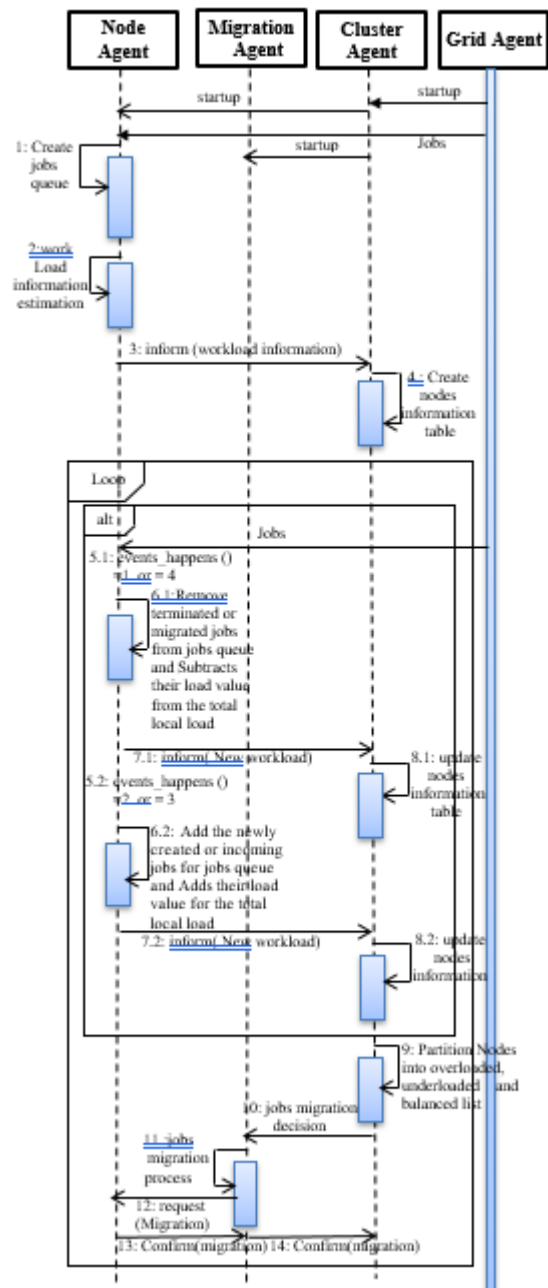 Node
Agent
Migration
Agent
Cluster
Agent
Grid Agent
startup
startup
Jobs
startup
1: Create
jobs
queue
2:work
Load
information
estimation
3: inform (workload information)
4 : Create
nodes
information
table
Loop
alt
Jobs
5.1: events_happens ()
=1 or = 4
6.1:Remove
terminated or
migrated jobs
from jobs queue
and Subtracts
their load value
from the total
local load
7.1: inform( New workload)
8.1: update
nodes
information
table
5.2: events_happens ()
=2 or = 3
6.2: Add the newly
created or incoming
jobs for jobs queue
and Adds their load
value for the total
local load
7.2: inform( New workload)
8.2: update
nodes
information
9: Partition Nodes
into overloaded,
underloaded and
balanced list
10: jobs migration
decision
11 :jobs
migration
process
12: request
(Migration)
13: Confirm(migration)
14: Confirm(migration)